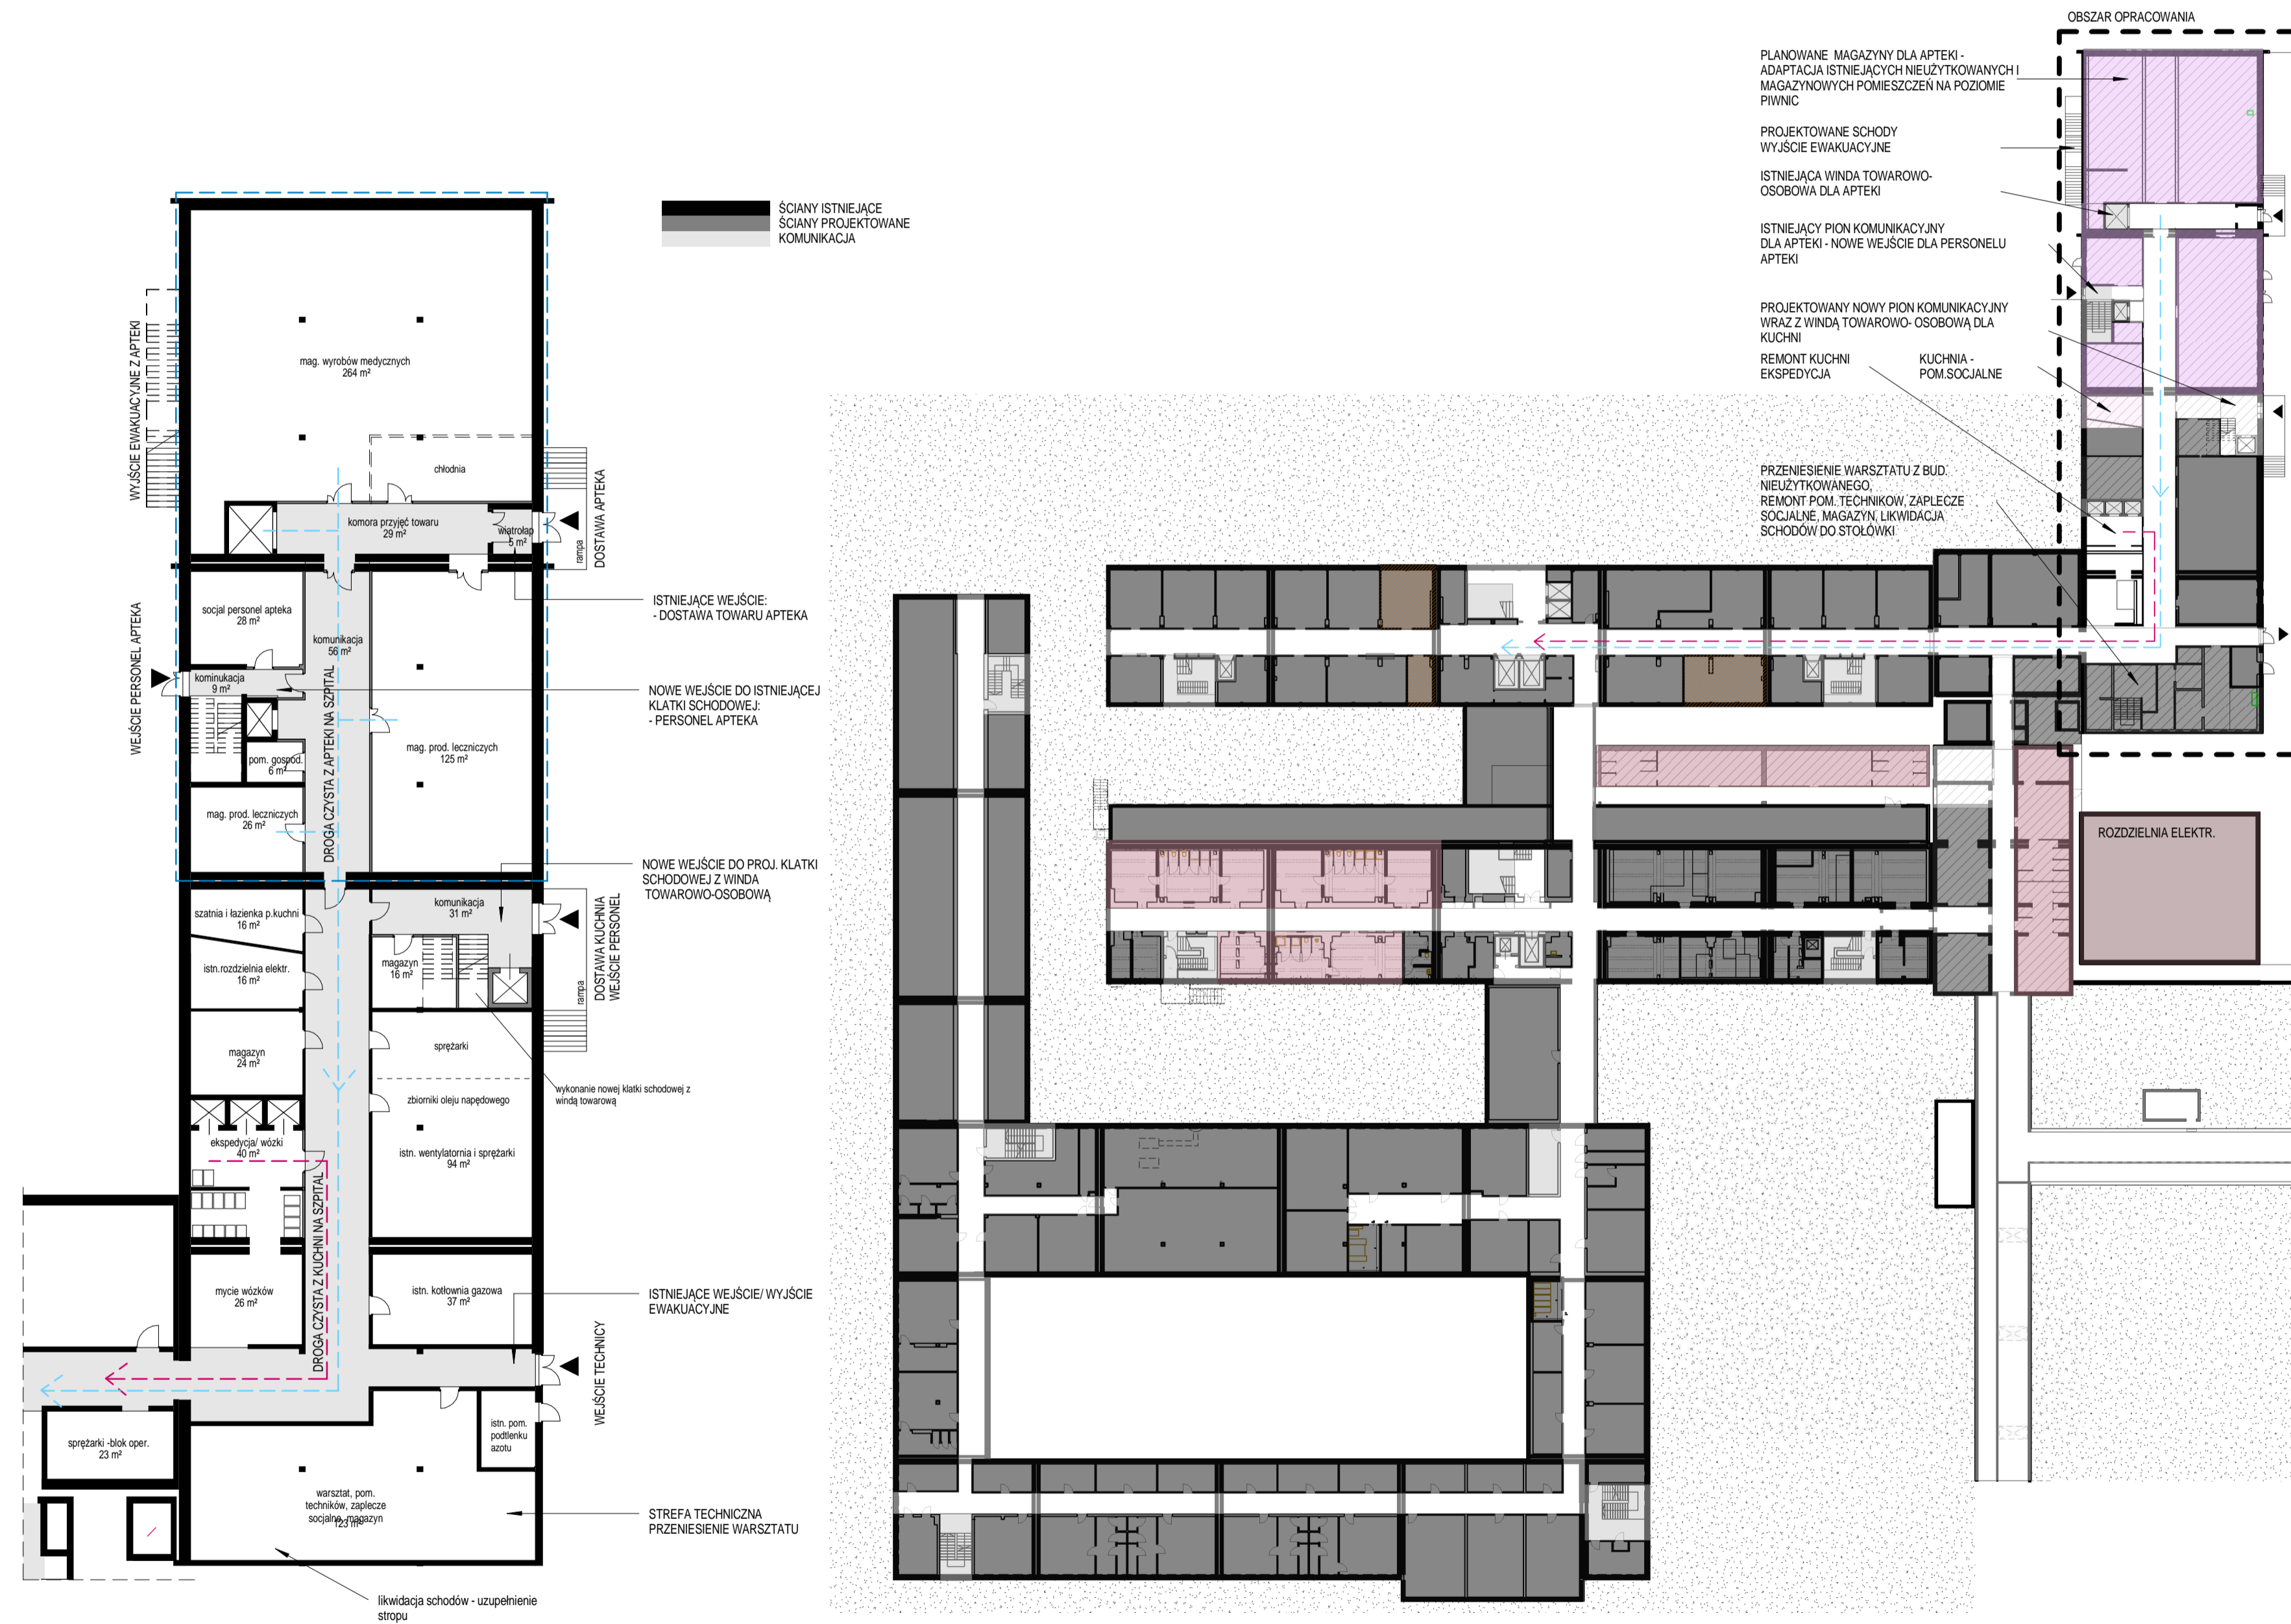 WYJŚCIE EWAKUACYJNE Z APTEKI
WEJŚCIE PERSONEL APTEKA
mag. wyrobów medycznych
264 m²
chłodnia
komora przyjęć towaru
29 m²
wiatrołap
5 m²
rampa
DOSTAWA APTEKA
socjal personel apteka
28 m²
komunikacja
56 m²
kominukacja
9 m²
pom. gospod.
6 m²
mag. prod. leczniczych
125 m²
mag. prod. leczniczych
26 m²
DROGA CZYSTA Z APTEKI NA SZPITAL
szatnia i łazienka p.kuchni
16 m²
komunikacja
31 m²
istn.rozdzielnia elektr.
16 m²
magazyn
16 m²
rampa
DOSTAWA KUCHNIA
WEJŚCIE PERSONEL
magazyn
24 m²
sprężarki
zbiorniki oleju napędowego
istn. wentylatornia i sprężarki
94 m²
wykonanie nowej klatki schodowej z
windą towarową
ekspedycja/ wózki
40 m²
DROGA CZYSTA Z KUCHNI NA SZPITAL
mycie wózków
26 m²
istn. kotłownia gazowa
37 m²
WEJŚCIE TECHNICY
sprężarki -blok oper.
23 m²
istn. pom.
podtlenku
azotu
warsztat, pom.
techników, zaplecze
socjalne, magazyn
123 m²
likwidacja schodów - uzupełnienie
stropu
ŚCIANY ISTNIEJĄCE
ŚCIANY PROJEKTOWANE
KOMUNIKACJA
ISTNIEJĄCE WEJŚCIE:
- DOSTAWA TOWARU APTEKA
NOWE WEJŚCIE DO ISTNIEJĄCEJ
KLATKI SCHODOWEJ:
- PERSONEL APTEKA
NOWE WEJŚCIE DO PROJ. KLATKI
SCHODOWEJ Z WINDA
TOWAROWO-OSOBOWĄ
ISTNIEJĄCE WEJŚCIE/ WYJŚCIE
EWAKUACYJNE
STREFA TECHNICZNA
PRZENIESIENIE WARSZTATU
OBSZAR OPRACOWANIA
PLANOWANE MAGAZYNY DLA APTEKI -
ADAPTACJA ISTNIEJĄCYCH NIEUŻYTKOWANYCH I
MAGAZYNOWYCH POMIESZCZEŃ NA POZIOMIE
PIWNIC
PROJEKTOWANE SCHODY
WYJŚCIE EWAKUACYJNE
ISTNIEJĄCA WINDA TOWAROWO-
OSOBOWA DLA APTEKI
ISTNIEJĄCY PION KOMUNIKACYJNY
DLA APTEKI - NOWE WEJŚCIE DLA PERSONELU
APTEKI
PROJEKTOWANY NOWY PION KOMUNIKACYJNY
WRAZ Z WINDĄ TOWAROWO- OSOBOWĄ DLA
KUCHNI
REMONT KUCHNI
EKSPEDYCJA
KUCHNIA -
POM.SOCJALNE
PRZENIESIENIE WARSZTATU Z BUD.
NIEUŻYTKOWANEGO,
REMONT POM. TECHNIKOW, ZAPLECZE
SOCJALNE, MAGAZYN, LIKWIDACJA
SCHODÓW DO STOŁÓWKI
ROZDZIELNIA ELEKTR.